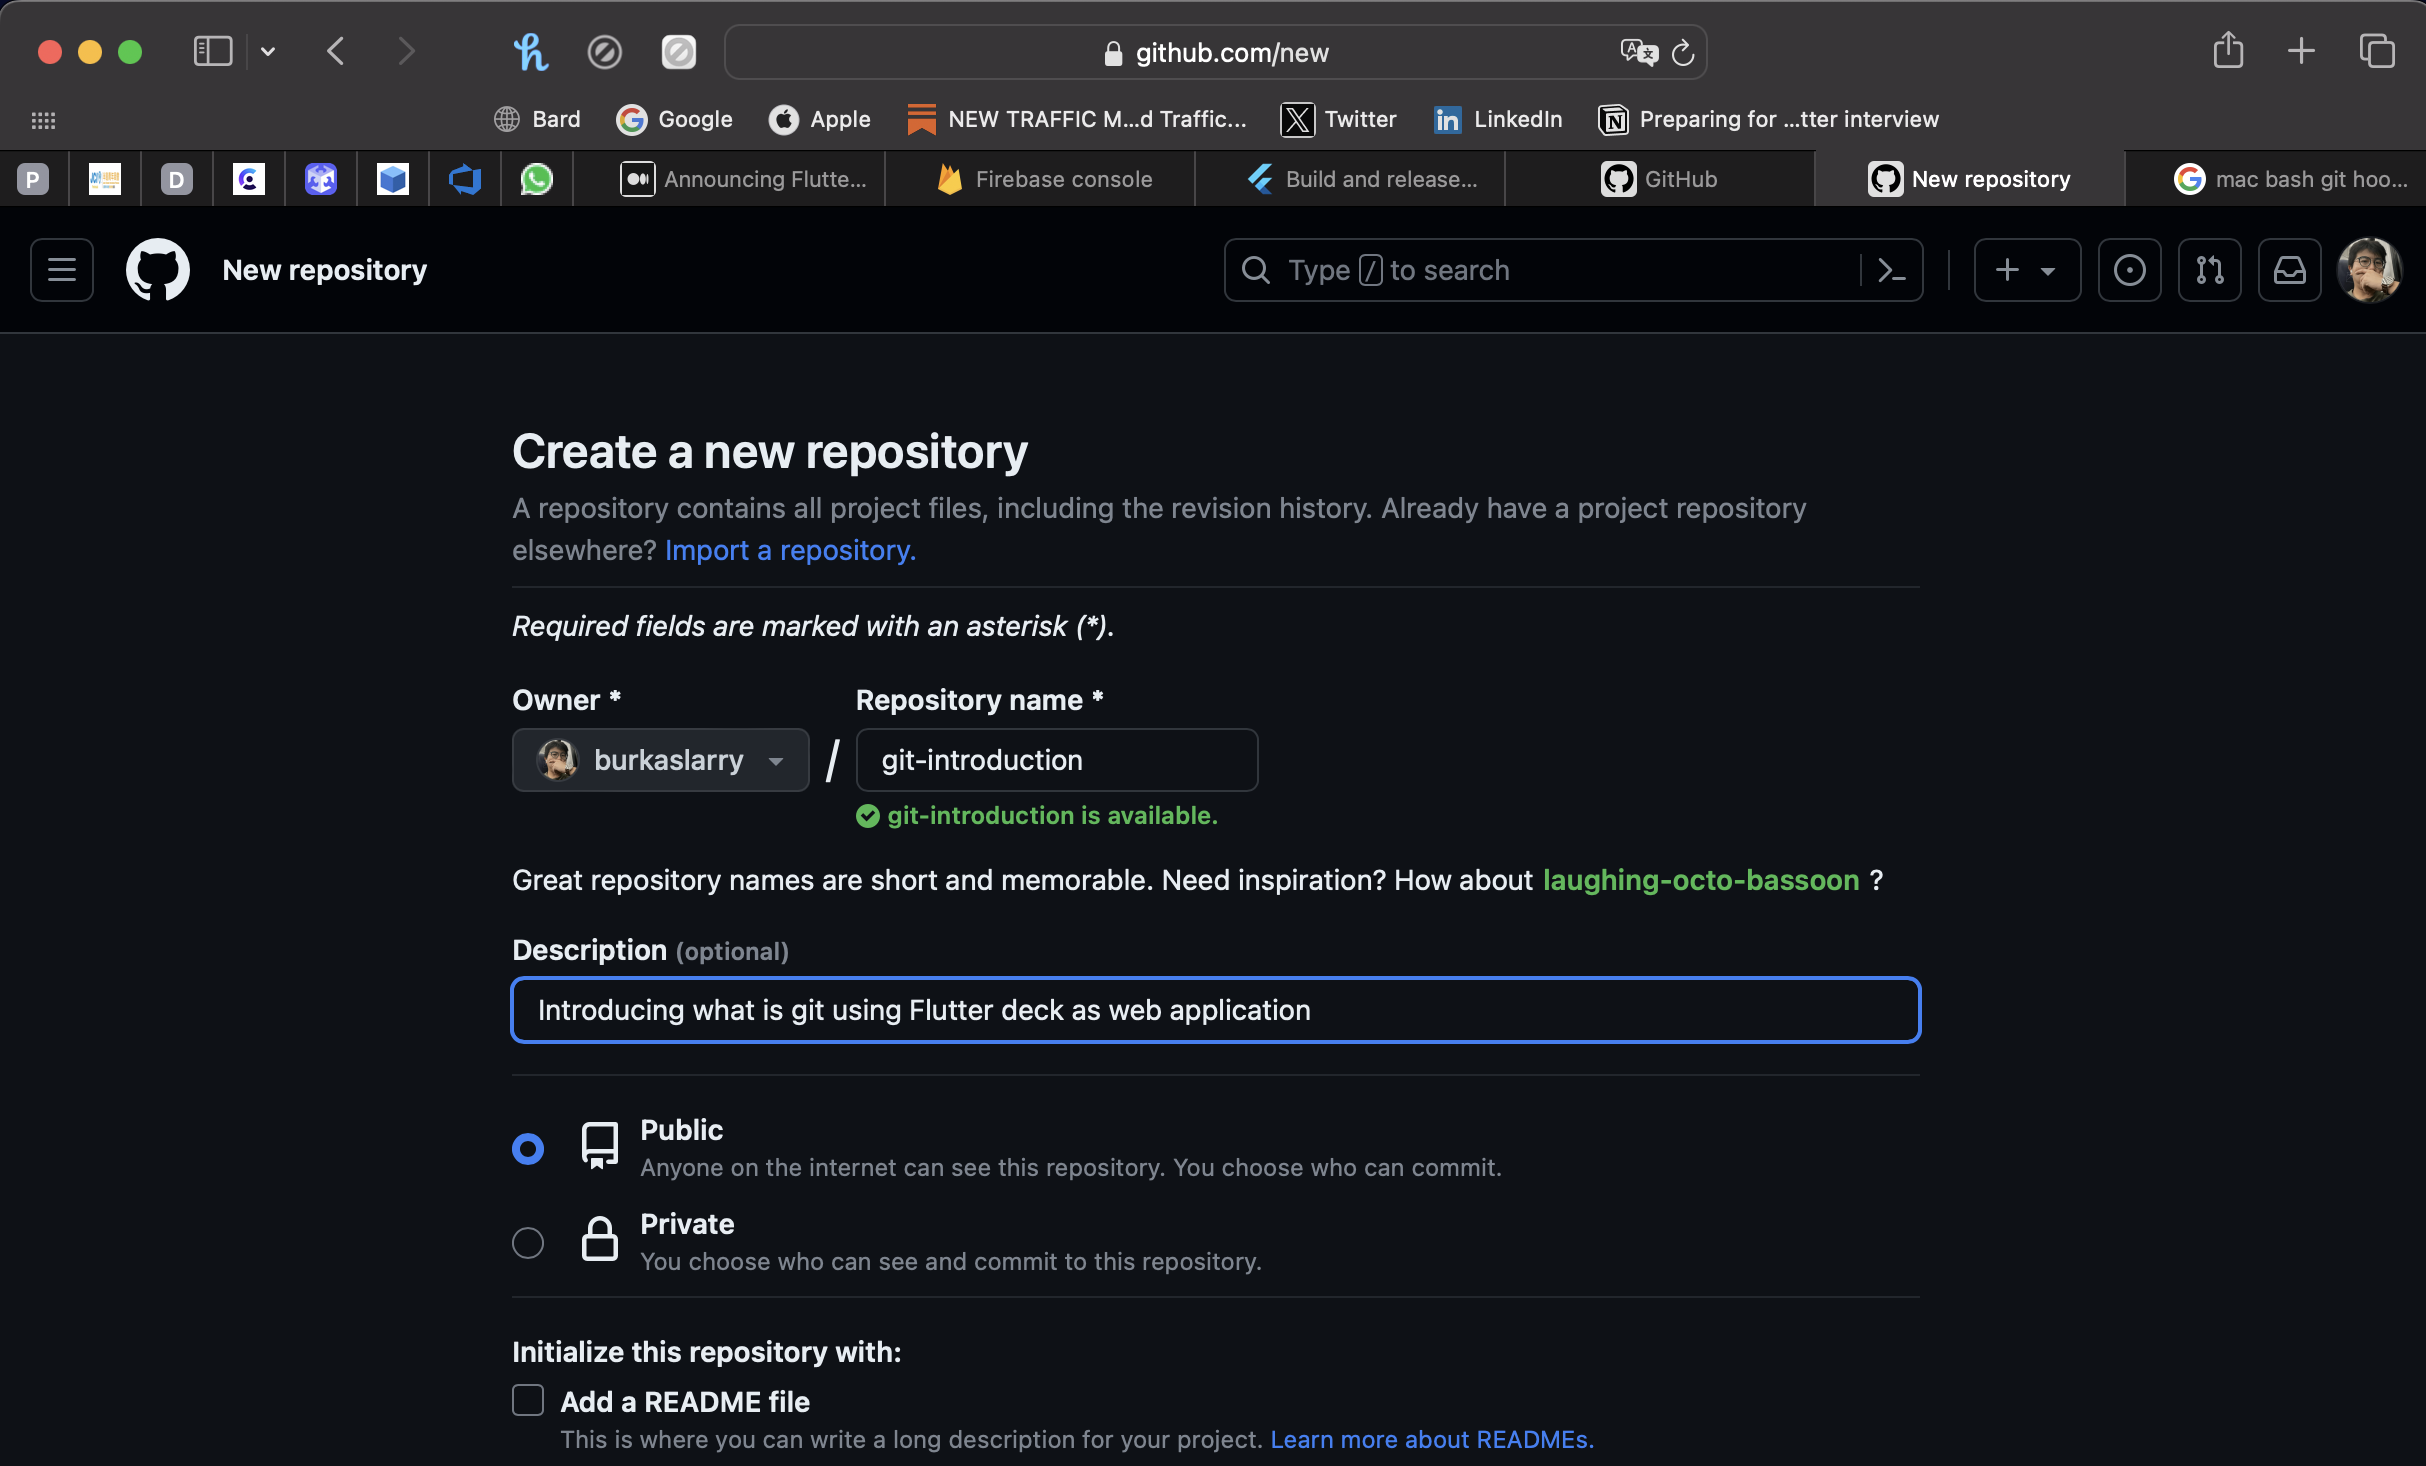 github.com/new
Bard
Google
Apple
NEW TRAFFIC M...d Traffic...
Twitter
LinkedIn
Preparing for ...tter interview
P
D
Announcing Flutte...
Firebase console
Build and release...
GitHub
New repository
mac bash git hoo...
New repository
Type / to search
Create a new repository
A repository contains all project files, including the revision history. Already have a project repository
elsewhere? Import a repository.
Required fields are marked with an asterisk (*).
Owner *
Repository name *
burkaslarry
/
git-introduction
git-introduction is available.
Great repository names are short and memorable. Need inspiration? How about laughing-octo-bassoon ?
Description (optional)
Introducing what is git using Flutter deck as web application
Public
Anyone on the internet can see this repository. You choose who can commit.
Private
You choose who can see and commit to this repository.
Initialize this repository with:
Add a README file
This is where you can write a long description for your project. Learn more about READMEs.